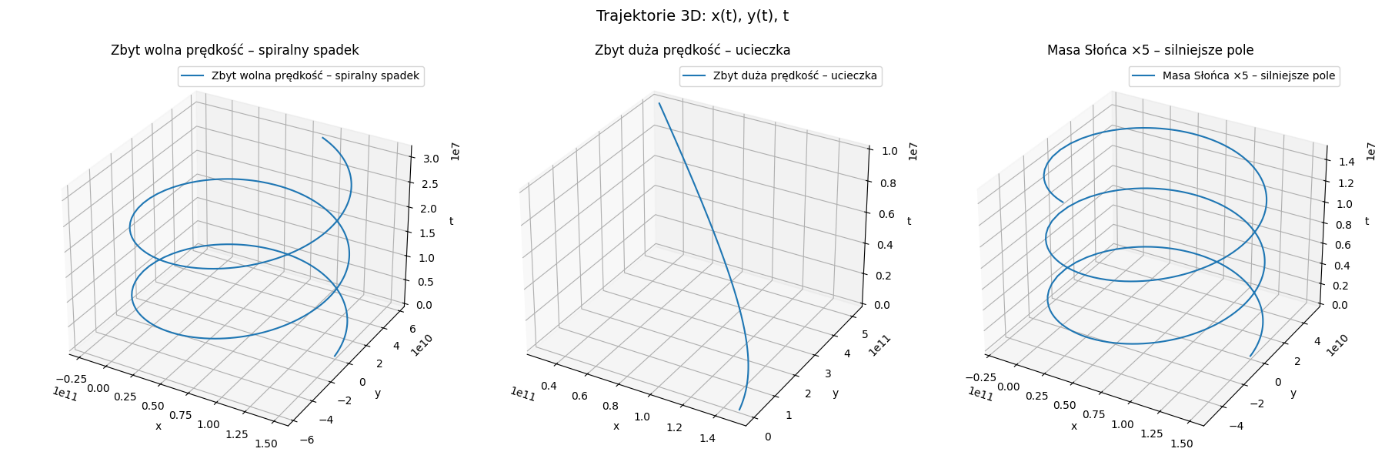 Trajektorie 3D: x(t), y(t), t
Zbyt wolna prędkość – spiralny spadek
Zbyt wolna prędkość – spiralny spadek
1e7
3.0
2.5
2.0
t
1.5
1.0
0.5
0.0
6
4
2
0
−2
−4
−6
1e10
y
−0.25
0.00
0.25
0.50
0.75
1.00
1.25
1.50
1e11
x
Zbyt duża prędkość – ucieczka
Zbyt duża prędkość – ucieczka
1e7
1.0
0.8
0.6
t
0.4
0.2
0.0
5
4
3
2
1
0
1e11
y
0.4
0.6
0.8
1.0
1.2
1.4
1e11
x
Masa Słońca ×5 – silniejsze pole
Masa Słońca ×5 – silniejsze pole
1e7
1.4
1.2
1.0
t
0.8
0.6
0.4
0.2
0.0
4
2
0
−2
−4
1e10
y
−0.25
0.00
0.25
0.50
0.75
1.00
1.25
1.50
1e11
x